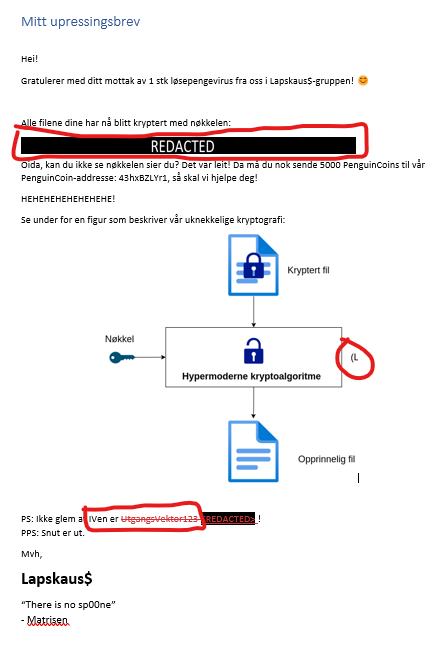 Mitt upressingsbrev
Hei!
Gratulerer med ditt mottak av 1 stk løsepengevirus fra oss i Lapskaus$-gruppen! 😊
Alle filene dine har nå blitt kryptert med nøkkelen:
REDACTED
Oida, kan du ikke se nøkkelen sier du? Det var leit! Da må du nok sende 5000 PenguinCoins til vår
PenguinCoin-addresse: 43hxBZLYr1, så skal vi hjelpe deg!
HEHEHEHEHEHEHEHE!
Se under for en figur som beskriver vår uknekkelige kryptografi:
Kryptert fil
Nøkkel
(L
Hypermoderne kryptoalgoritme
Opprinnelig fil
PS: Ikke glem at IVen er UtgangsVektor123 <REDACTED> !
PPS: Snut er ut.
Mvh,
Lapskaus$
“There is no sp00ne”
- Matrisen